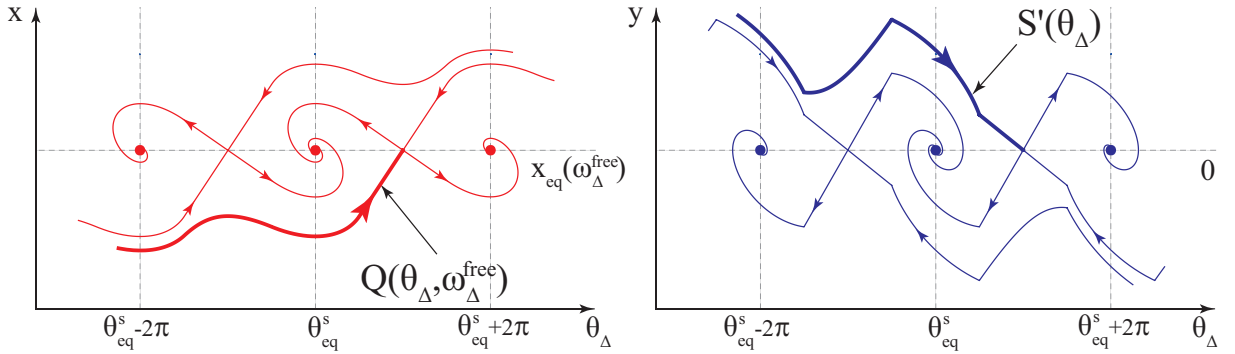 x
x_eq(ω_Δ^free)
Q(θ_Δ,ω_Δ^free)
θ_eq^s-2π
θ_eq^s
θ_eq^s+2π
θ_Δ
y
S'(θ_Δ)
0
θ_eq^s-2π
θ_eq^s
θ_eq^s+2π
θ_Δ